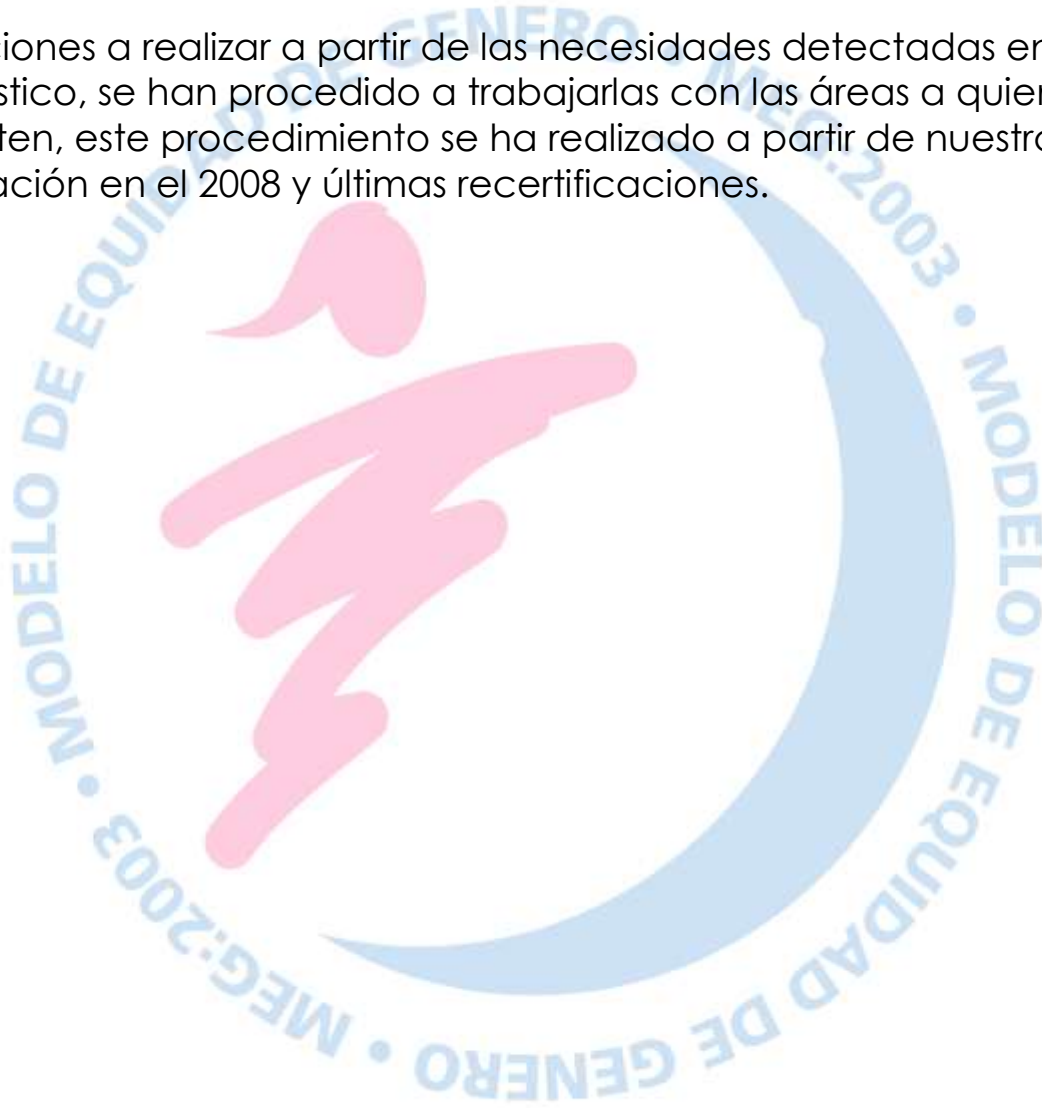 ciones a realizar a partir de las necesidades detectadas en
stico, se han procedido a trabajarlas con las áreas a quien
ten, este procedimiento se ha realizado a partir de nuestra
ación en el 2008 y últimas recertificaciones.
MODELO DE EQUIDAD DE GENERO • MEG:2003 • MODELO DE EQUIDAD DE GENERO • MEG:2003 •